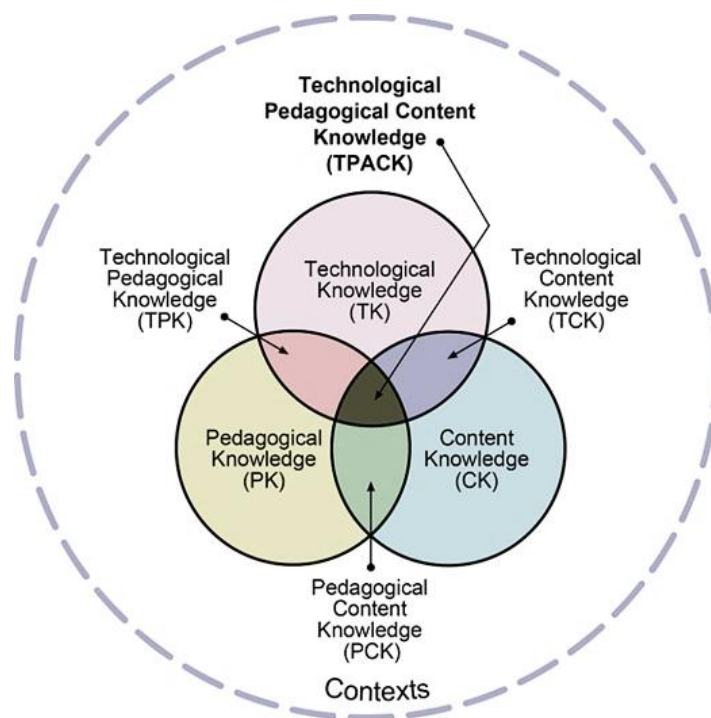 Technological
Pedagogical Content
Knowledge
(TPACK)
Technological
Pedagogical
Knowledge
(TPK)
Technological
Knowledge
(TK)
Technological
Content
Knowledge
(TCK)
Pedagogical
Knowledge
(PK)
Content
Knowledge
(CK)
Pedagogical
Content
Knowledge
(PCK)
Contexts